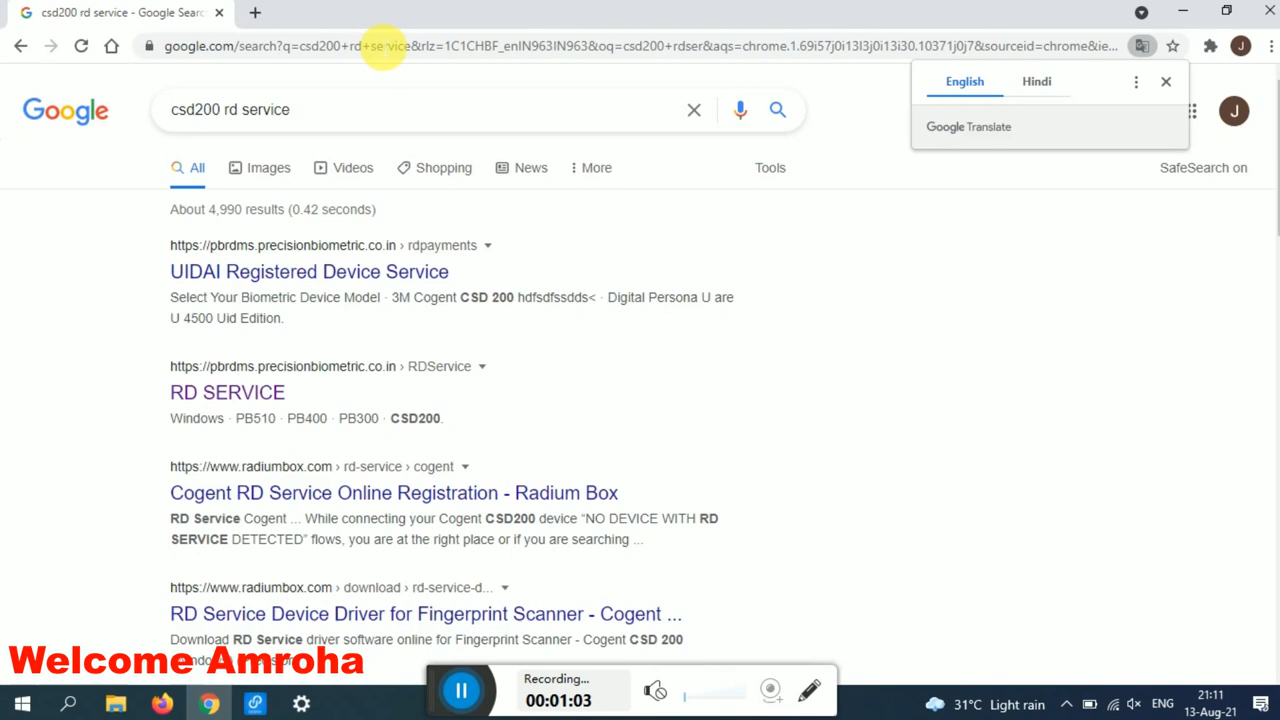 csd200 rd service - Google Searc
google.com/search?q=csd200+rd+service&rlz=1C1CHBF_enIN963IN963&oq=csd200+rdser&aqs=chrome.1.69i57j0i13l3j0i13i30.10371j0j7&sourceid=chrome&ie...
J
English Hindi
Google Translate
Google
csd200 rd service
J
All Images Videos Shopping News More Tools SafeSearch on
About 4,990 results (0.42 seconds)
https://pbrdms.precisionbiometric.co.in › rdpayments
UIDAI Registered Device Service
Select Your Biometric Device Model · 3M Cogent CSD 200 hdfsdfssdds< · Digital Persona U are
U 4500 Uid Edition.
https://pbrdms.precisionbiometric.co.in › RDService
RD SERVICE
Windows · PB510 · PB400 · PB300 · CSD200.
https://www.radiumbox.com › rd-service › cogent
Cogent RD Service Online Registration - Radium Box
RD Service Cogent ... While connecting your Cogent CSD200 device “NO DEVICE WITH RD
SERVICE DETECTED” flows, you are at the right place or if you are searching ...
https://www.radiumbox.com › download › rd-service-d...
RD Service Device Driver for Fingerprint Scanner - Cogent ...
Download RD Service driver software online for Fingerprint Scanner - Cogent CSD 200
Welcome Amroha
Recording...
00:01:03
31°C Light rain
ENG
21:11
13-Aug-21